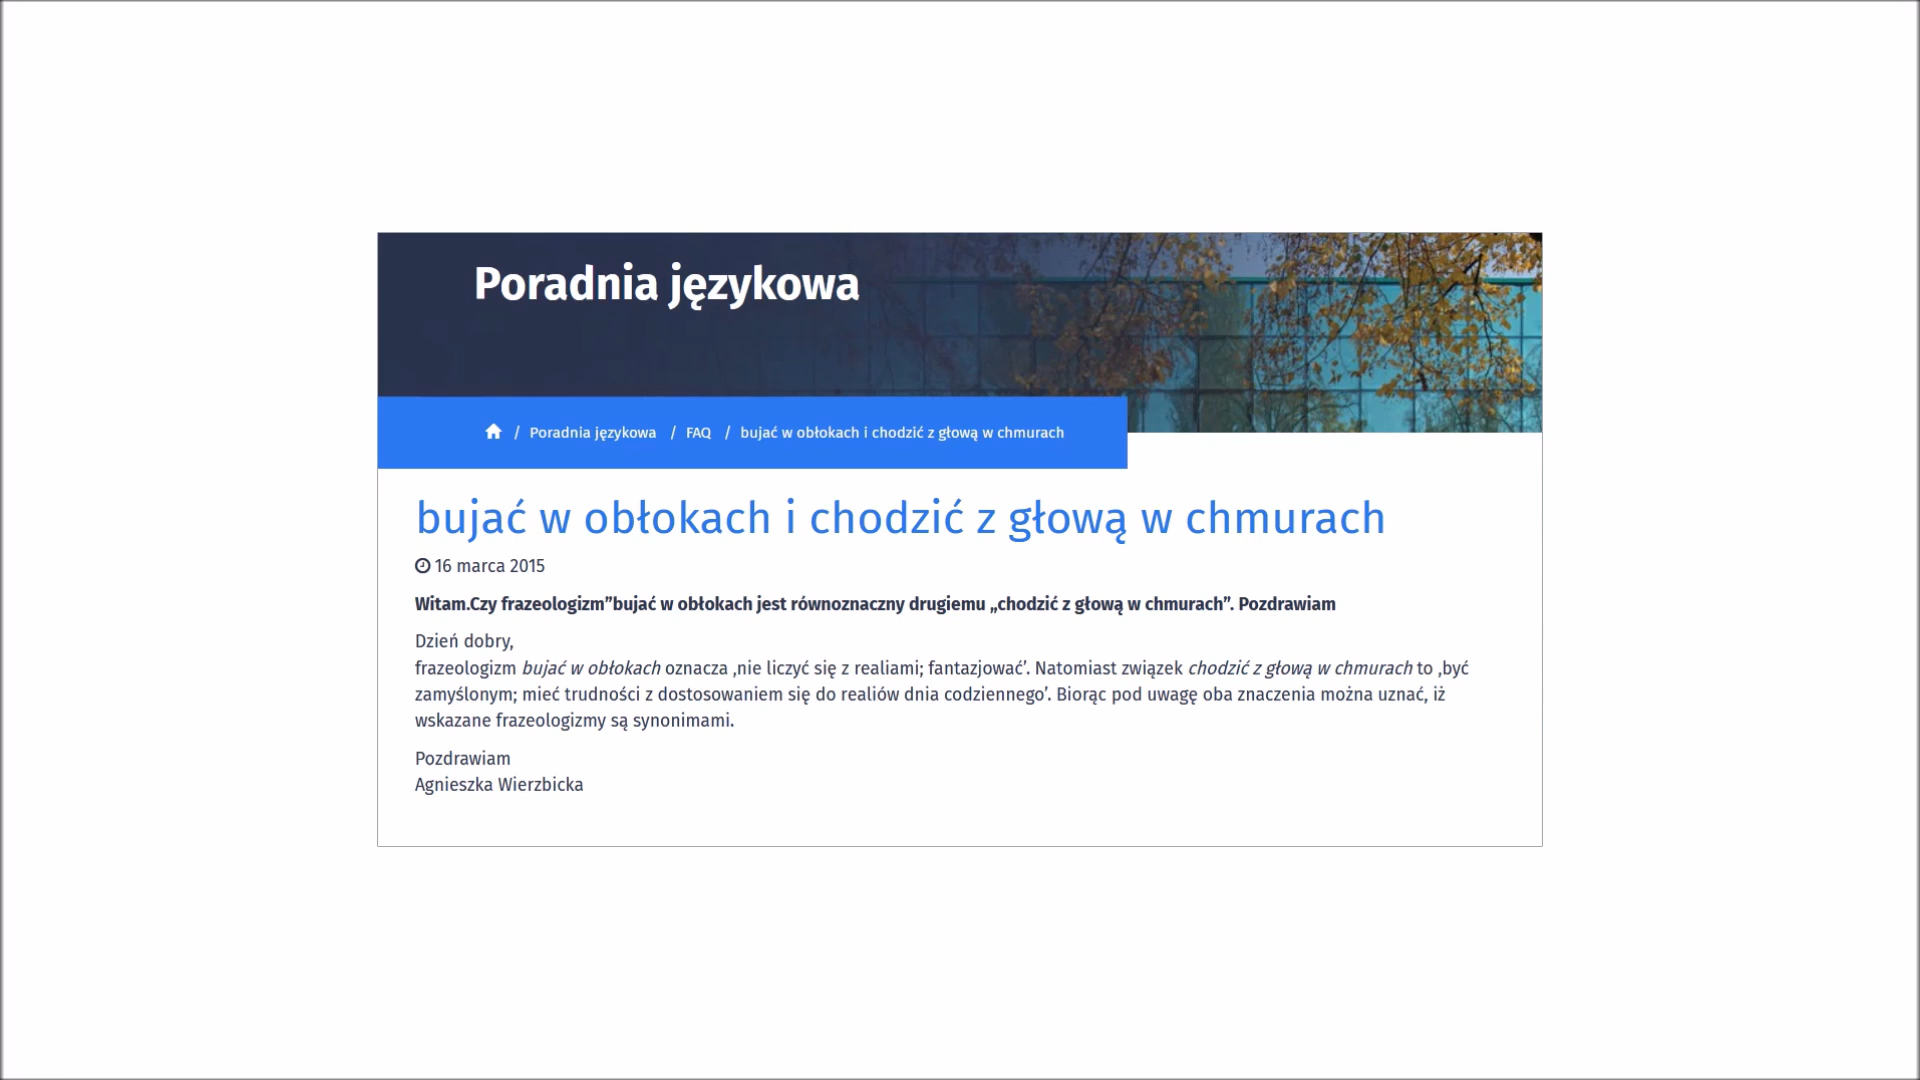 Poradnia językowa
/ Poradnia językowa / FAQ / bujać w obłokach i chodzić z głową w chmurach
bujać w obłokach i chodzić z głową w chmurach
16 marca 2015
Witam.Czy frazeologizm”bujać w obłokach jest równoznaczny drugiemu „chodzić z głową w chmurach”. Pozdrawiam
Dzień dobry,
frazeologizm bujać w obłokach oznacza ‚nie liczyć się z realiami; fantazjować’. Natomiast związek chodzić z głową w chmurach to ‚być
zamyślonym; mieć trudności z dostosowaniem się do realiów dnia codziennego’. Biorąc pod uwagę oba znaczenia można uznać, iż
wskazane frazeologizmy są synonimami.
Pozdrawiam
Agnieszka Wierzbicka